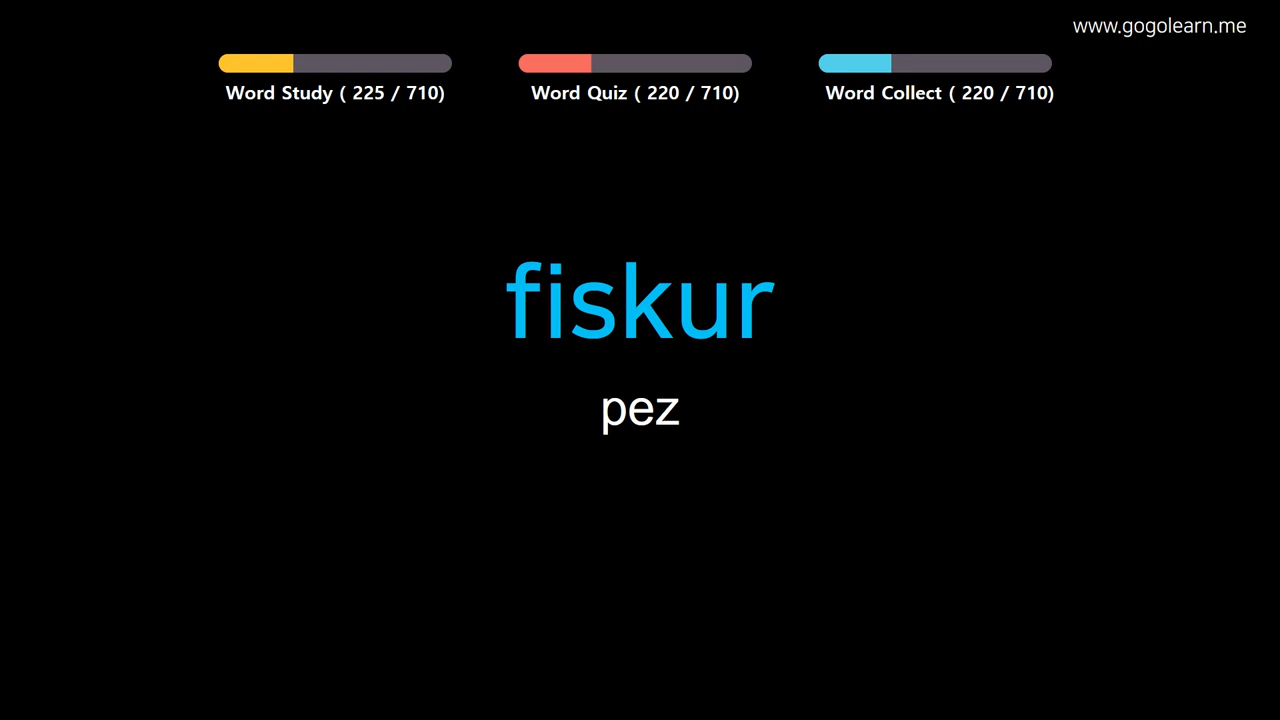 www.gogolearn.me
Word Study ( 225 / 710)
Word Quiz ( 220 / 710)
Word Collect ( 220 / 710)
fiskur
pez